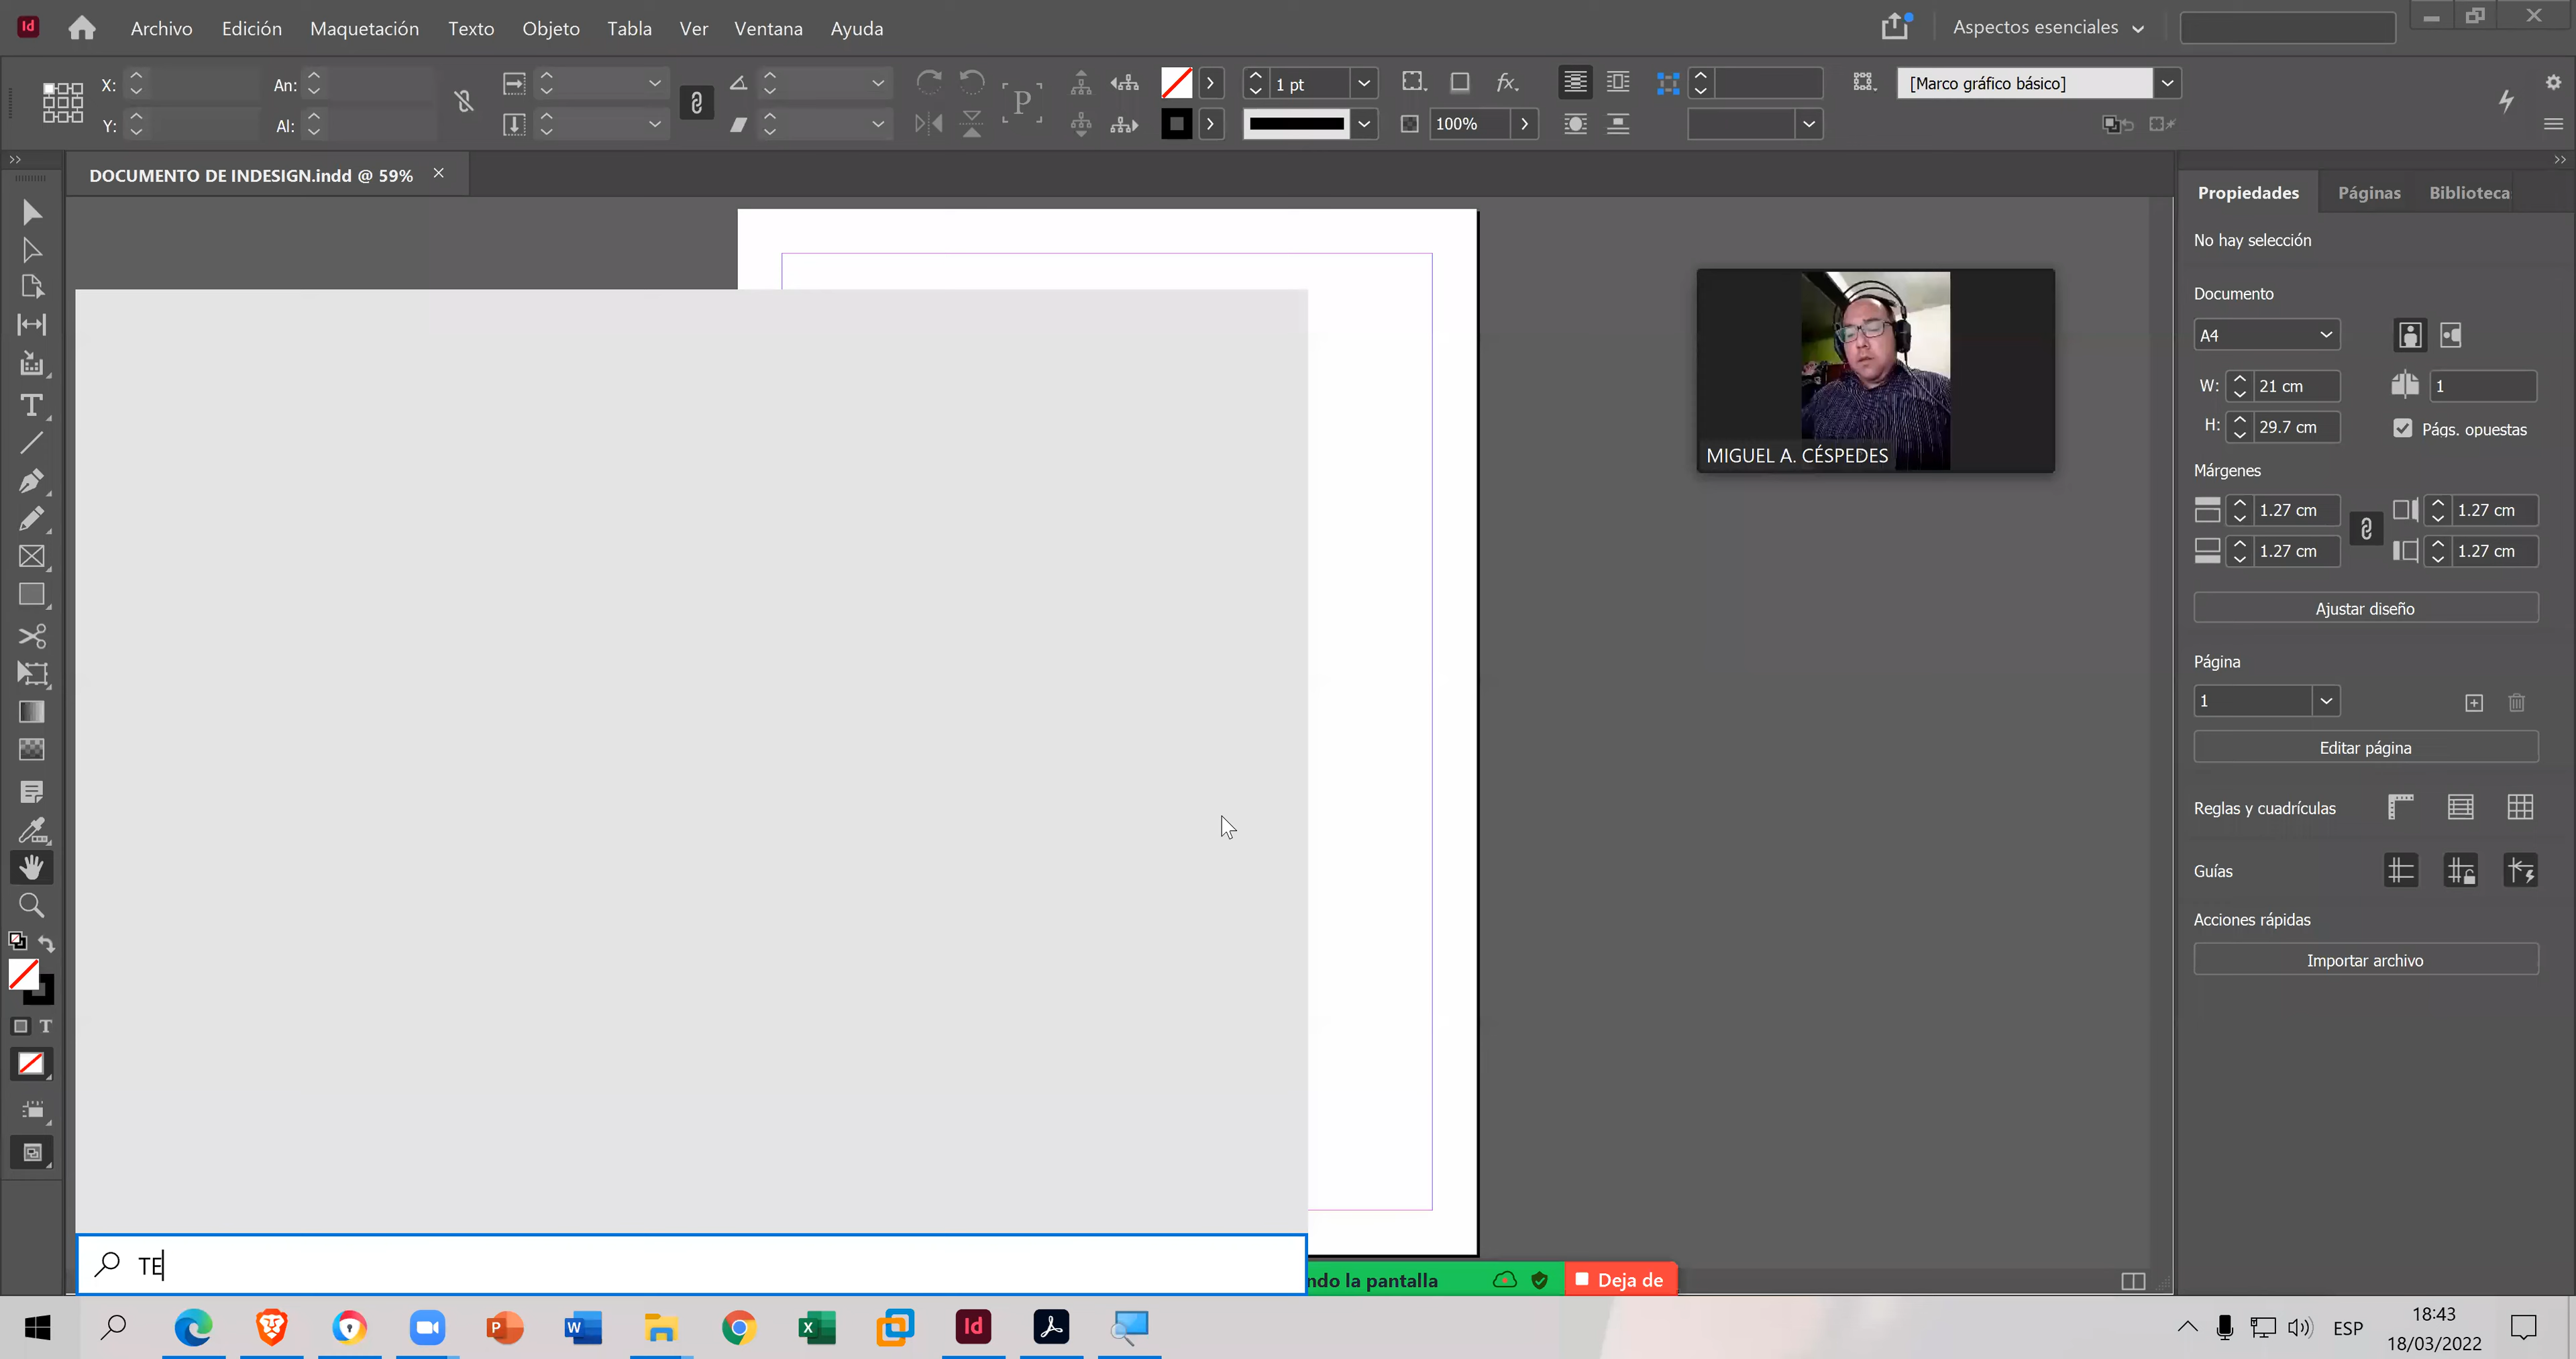 Id
Archivo Edición Maquetación Texto Objeto Tabla Ver Ventana Ayuda
Aspectos esenciales
X: An: 1 pt [Marco gráfico básico]
Y: Al: 100%
P
fx
DOCUMENTO DE INDESIGN.indd @ 59% ×
Propiedades Páginas Biblioteca
No hay selección
Documento
A4
W: 21 cm 1
H: 29.7 cm Págs. opuestas
Márgenes
1.27 cm 1.27 cm
1.27 cm 1.27 cm
Ajustar diseño
Página
1
Editar página
Reglas y cuadrículas
Guías
Acciones rápidas
Importar archivo
MIGUEL A. CÉSPEDES
T
T
TE
ndo la pantalla Deja de
P W X Id
ESP
18:43
18/03/2022